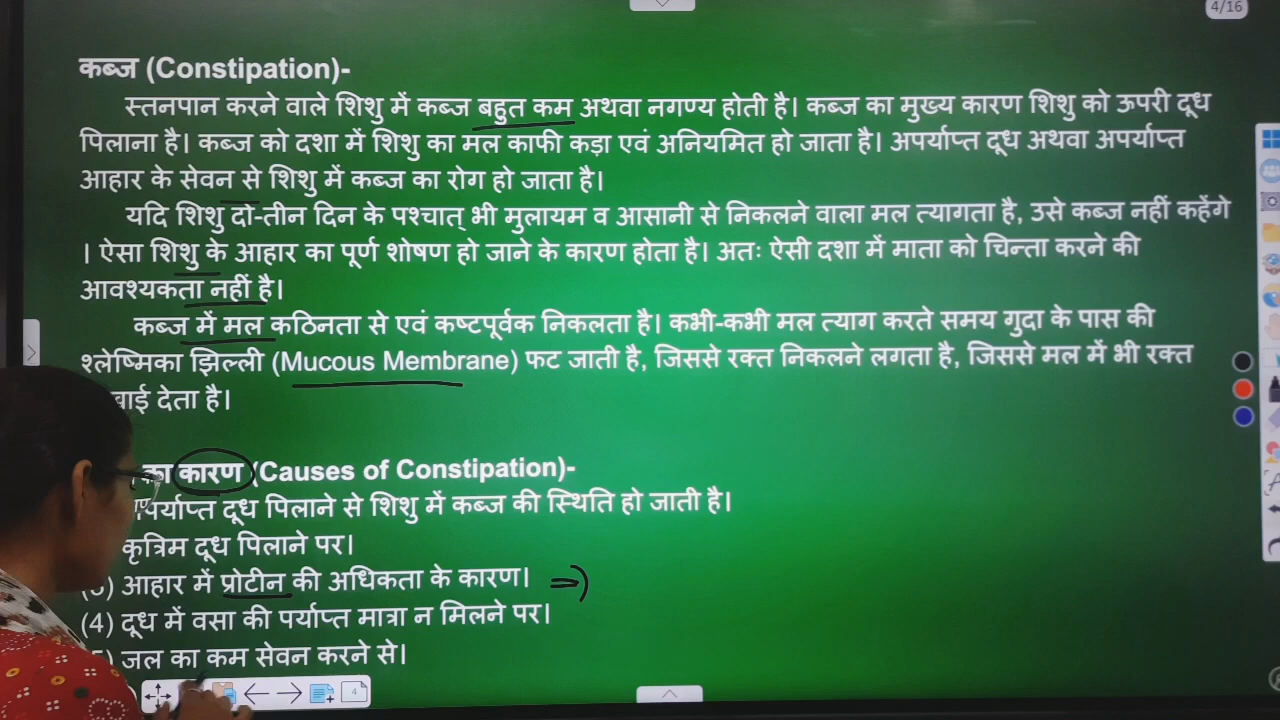 4/16
कब्ज (Constipation)-
स्तनपान करने वाले शिशु में कब्ज बहुत कम अथवा नगण्य होती है। कब्ज का मुख्य कारण शिशु को ऊपरी दूध
पिलाना है। कब्ज को दशा में शिशु का मल काफी कड़ा एवं अनियमित हो जाता है। अपर्याप्त दूध अथवा अपर्याप्त
आहार के सेवन से शिशु में कब्ज का रोग हो जाता है।
यदि शिशु दो-तीन दिन के पश्चात् भी मुलायम व आसानी से निकलने वाला मल त्यागता है, उसे कब्ज नहीं कहेंगे
। ऐसा शिशु के आहार का पूर्ण शोषण हो जाने के कारण होता है। अतः ऐसी दशा में माता को चिन्ता करने की
आवश्यकता नहीं है।
कब्ज में मल कठिनता से एवं कष्टपूर्वक निकलता है। कभी-कभी मल त्याग करते समय गुदा के पास की
श्लेष्मिका झिल्ली (Mucous Membrane) फट जाती है, जिससे रक्त निकलने लगता है, जिससे मल में भी रक्त
देता है।
का कारण (Causes of Constipation)-
दूध पिलाने से शिशु में कब्ज की स्थिति हो जाती है।
कृत्रिम दूध पिलाने पर।
आहार में प्रोटीन की अधिकता के कारण।
(4) दूध में वसा की पर्याप्त मात्रा न मिलने पर।
जल का कम सेवन करने से।
4